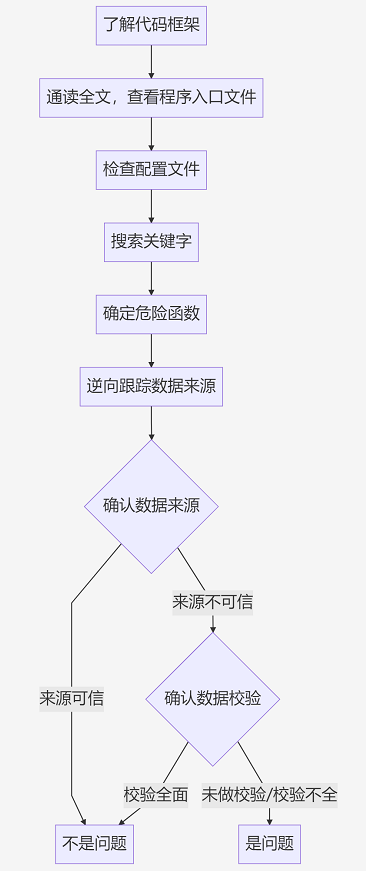 了解代码框架
通读全文，查看程序入口文件
检查配置文件
搜索关键字
确定危险函数
逆向跟踪数据来源
确认数据来源
来源不可信
来源可信
确认数据校验
校验全面
未做校验/校验不全
不是问题
是问题